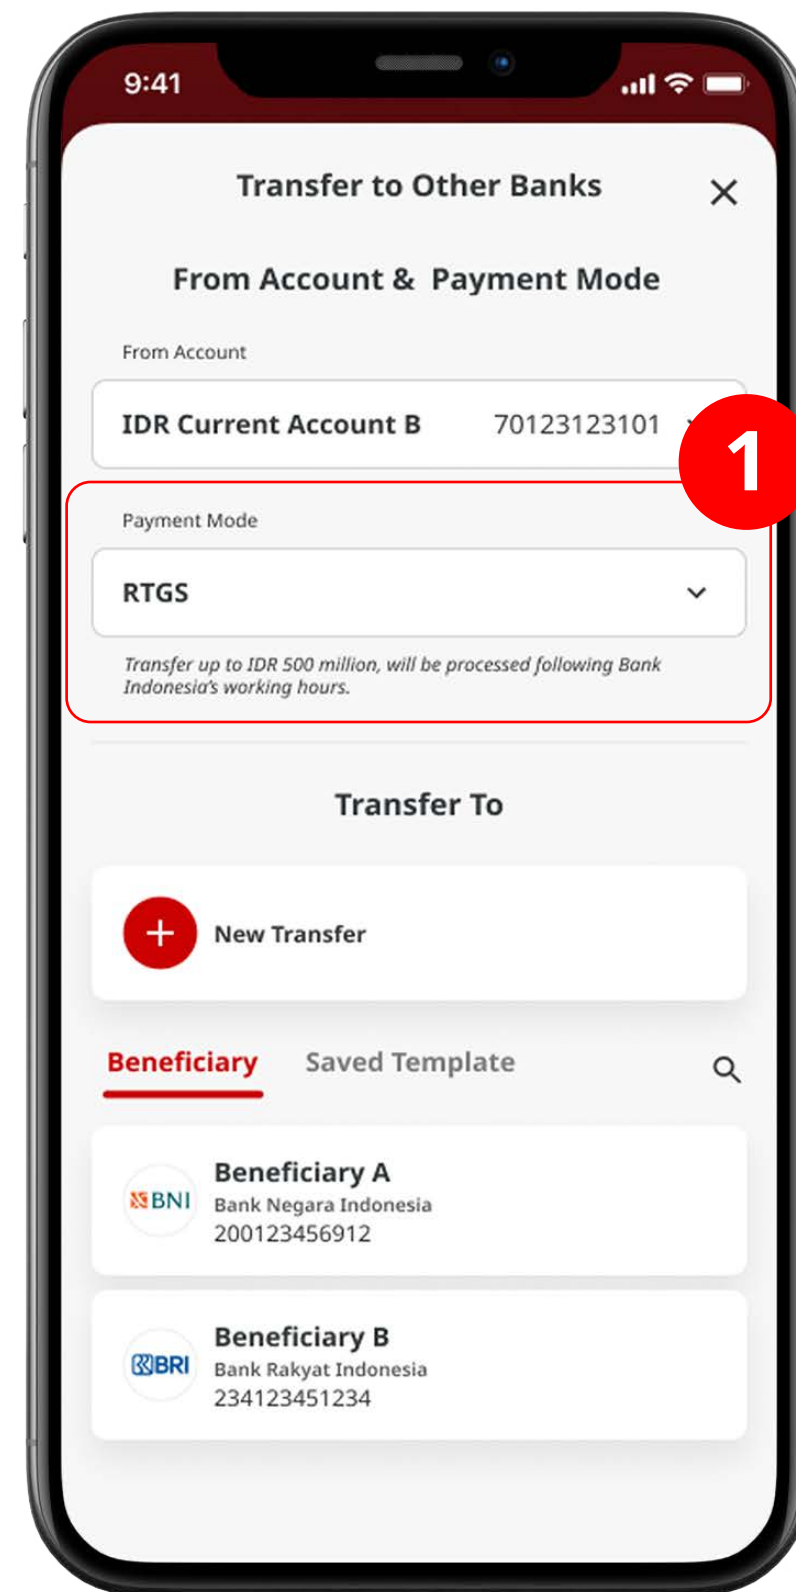 9:41
Transfer to Other Banks
From Account & Payment Mode
From Account
IDR Current Account B 70123123101
1
Payment Mode
RTGS
Transfer up to IDR 500 million, will be processed following Bank
Indonesia's working hours.
Transfer To
New Transfer
Beneficiary Saved Template
Beneficiary A
BNI
Bank Negara Indonesia
200123456912
Beneficiary B
BRI
Bank Rakyat Indonesia
234123451234